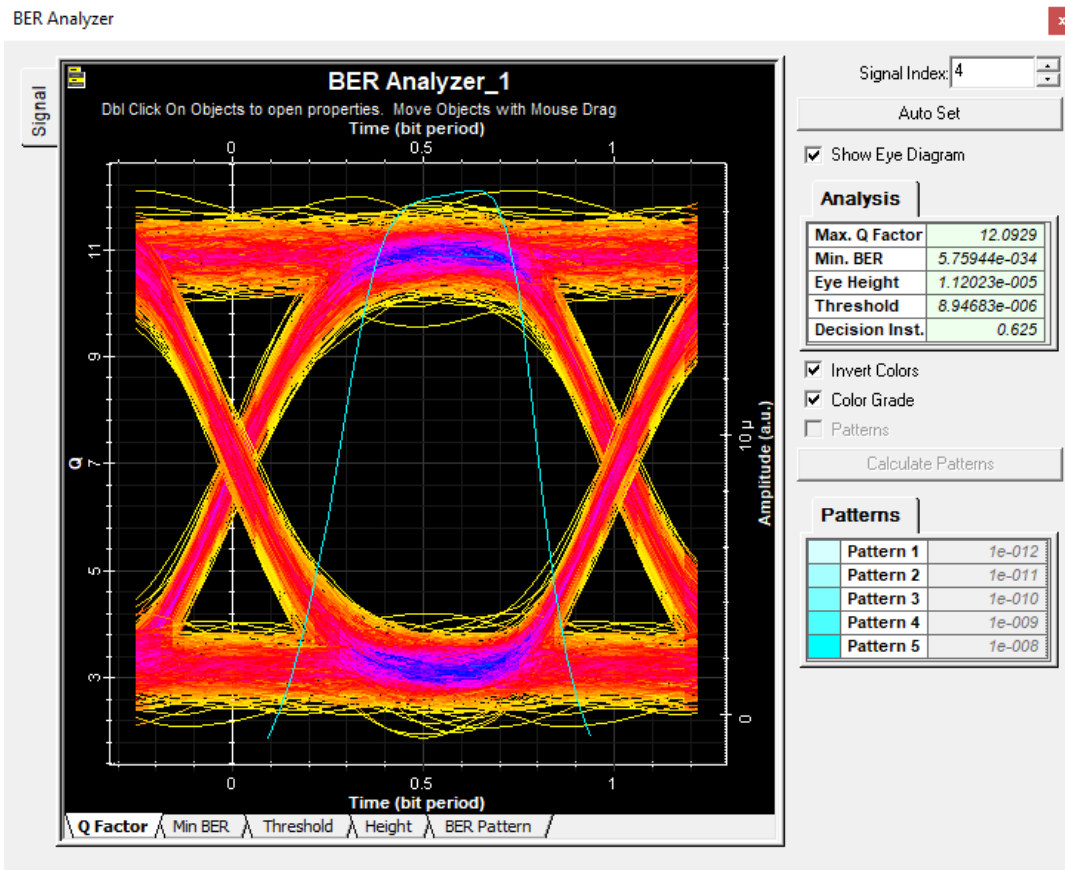 BER Analyzer
x
Signal
BER Analyzer_1
Dbl Click On Objects to open properties. Move Objects with Mouse Drag
Time (bit period)
0 0.5 1
Q
11
9
7
5
3
Amplitude (a.u.)
10 µ
0
0 0.5 1
Time (bit period)
Q Factor Min BER Threshold Height BER Pattern
Signal Index: 4
Auto Set
Show Eye Diagram
Analysis
Max. Q Factor 12.0929
Min. BER 5.75944e-034
Eye Height 1.12023e-005
Threshold 8.94683e-006
Decision Inst. 0.625
Invert Colors
Color Grade
Patterns
Calculate Patterns
Patterns
Pattern 1 1e-012
Pattern 2 1e-011
Pattern 3 1e-010
Pattern 4 1e-009
Pattern 5 1e-008